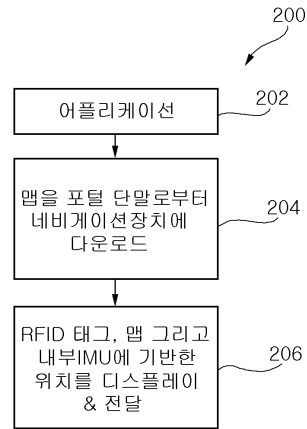 200
어플리케이션
202
맵을 포털 단말로부터
네비게이션장치에
다운로드
204
RFID 태그, 맵 그리고
내부IMU에 기반한
위치를 디스플레이
& 전달
206